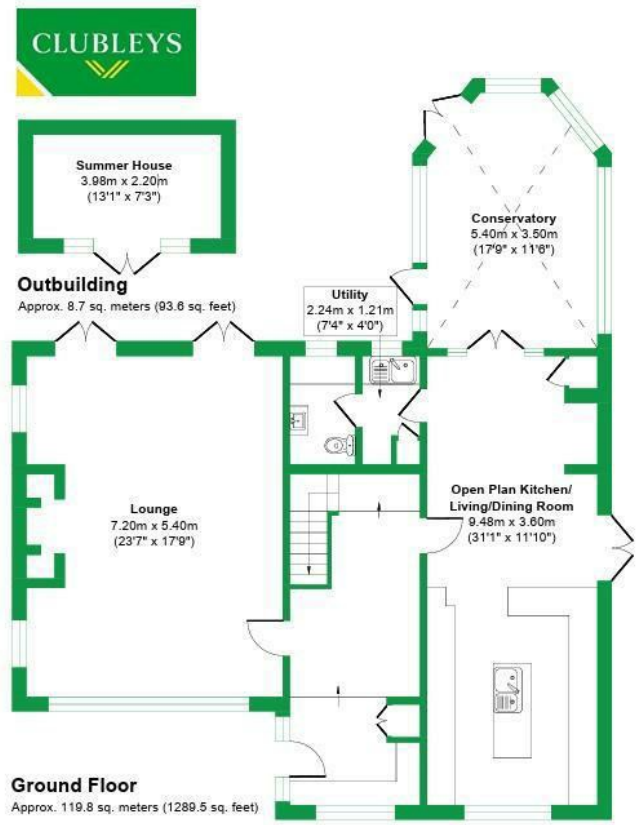 CLUBLEYS
Summer House
3.98m x 2.20m
(13'1" x 7'3")
Outbuilding
Approx. 8.7 sq. meters (93.6 sq. feet)
Conservatory
5.40m x 3.50m
(17'9" x 11'6")
Utility
2.24m x 1.21m
(7'4" x 4'0")
Lounge
7.20m x 5.40m
(23'7" x 17'9")
Open Plan Kitchen/
Living/Dining Room
9.48m x 3.60m
(31'1" x 11'10")
Ground Floor
Approx. 119.8 sq. meters (1289.5 sq. feet)